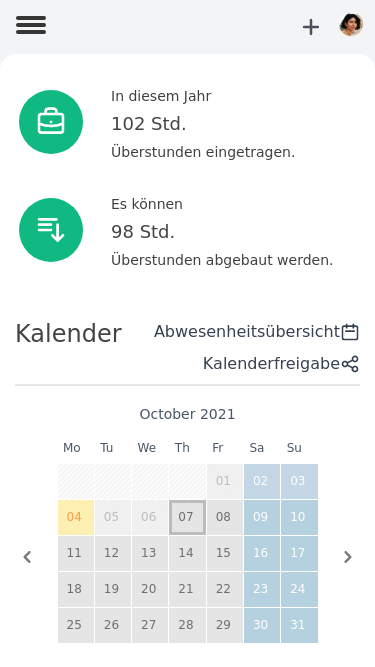 In diesem Jahr
102 Std.
Überstunden eingetragen.
Es können
98 Std.
Überstunden abgebaut werden.
Kalender
Abwesenheitsübersicht
Kalenderfreigabe
October 2021
Mo Tu We Th Fr Sa Su
01 02 03
04 05 06 07 08 09 10
11 12 13 14 15 16 17
18 19 20 21 22 23 24
25 26 27 28 29 30 31